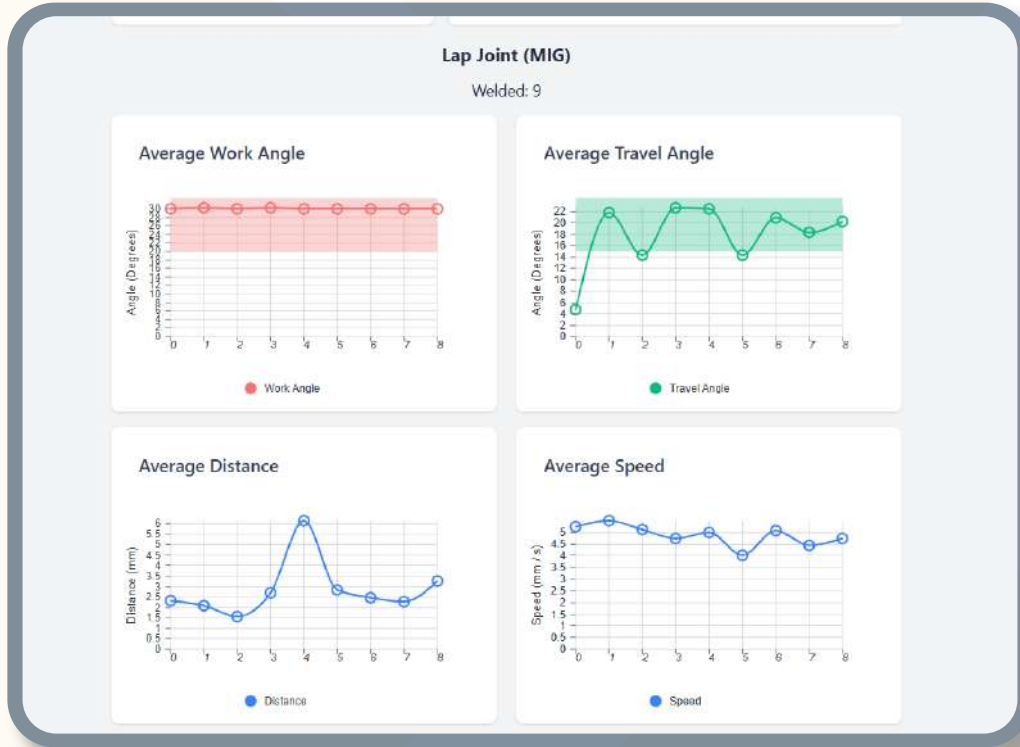 Lap Joint (MIG)
Welded: 9
Average Work Angle
Angle (Degrees)
30
28
26
24
22
20
18
16
14
12
10
8
6
4
2
0
0 1 2 3 4 5 6 7 8
Work Angle
Average Travel Angle
Angle (Degrees)
22
20
18
16
14
12
10
8
6
4
2
0
0 1 2 3 4 5 6 7 8
Travel Angle
Average Distance
Distance (mm)
6
5.5
5
4.5
4
3.5
3
2.5
2
1.5
1
0.5
0
0 1 2 3 4 5 6 7 8
Distance
Average Speed
Speed (mm / s)
5
4.5
4
3.5
3
2.5
2
1.5
1
0.5
0
0 1 2 3 4 5 6 7 8
Speed